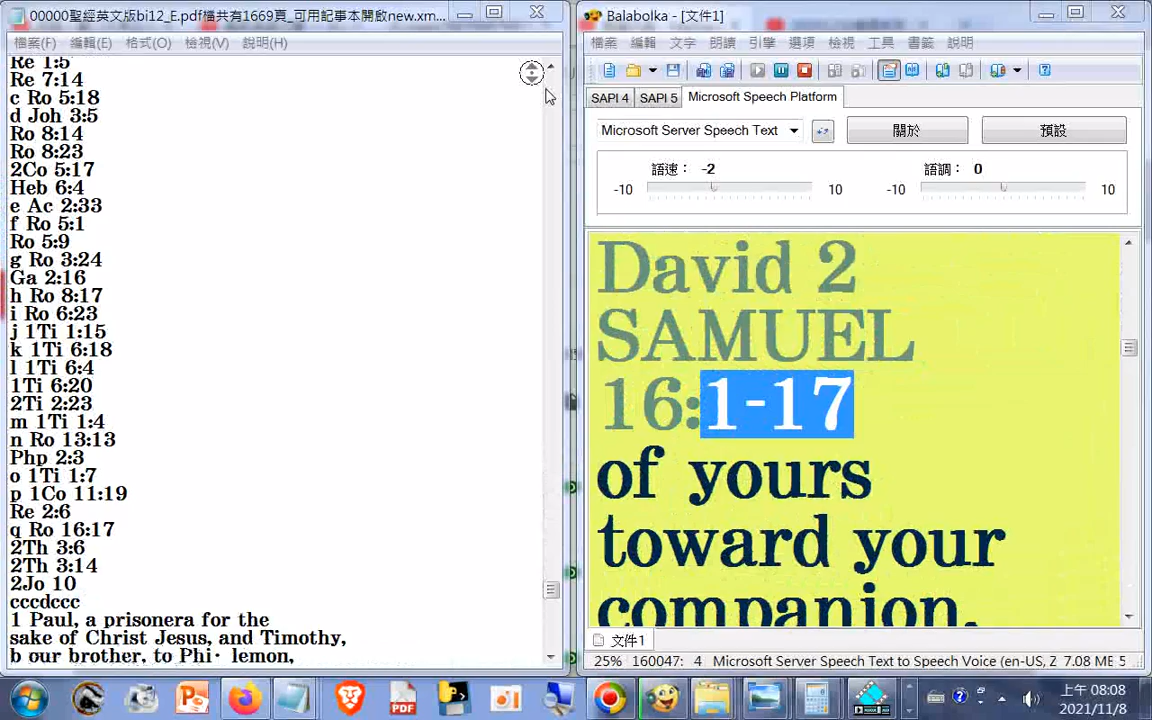 00000聖經英文版bi12_E.pdf檔共有1669頁_可用記事本開啟new.xm...
檔案(F) 編輯(E) 格式(O) 檢視(V) 說明(H)
Re 1:5
Re 7:14
c Ro 5:18
d Joh 3:5
Ro 8:14
Ro 8:23
2Co 5:17
Heb 6:4
e Ac 2:33
f Ro 5:1
Ro 5:9
g Ro 3:24
Ga 2:16
h Ro 8:17
i Ro 6:23
j 1Ti 1:15
k 1Ti 6:18
l 1Ti 6:4
1Ti 6:20
2Ti 2:23
m 1Ti 1:4
n Ro 13:13
Php 2:3
o 1Ti 1:7
p 1Co 11:19
Re 2:6
q Ro 16:17
2Th 3:6
2Th 3:14
2Jo 10
cccdccc
1 Paul, a prisonera for the
sake of Christ Jesus, and Timothy,
b our brother, to Phi· lemon,
Balabolka - [文件1]
檔案 編輯 文字 朗讀 引擎 選項 檢視 工具 書籤 說明
SAPI 4 SAPI 5 Microsoft Speech Platform
Microsoft Server Speech Text 關於 預設
語速： -2 語調： 0
-10 10 -10 10
David 2
SAMUEL
16:1-17
of yours
toward your
companion.
文件1
25% 160047: 4 Microsoft Server Speech Text to Speech Voice (en-US, Z 7.08 MB 5
PDF
上午 08:08
2021/11/8